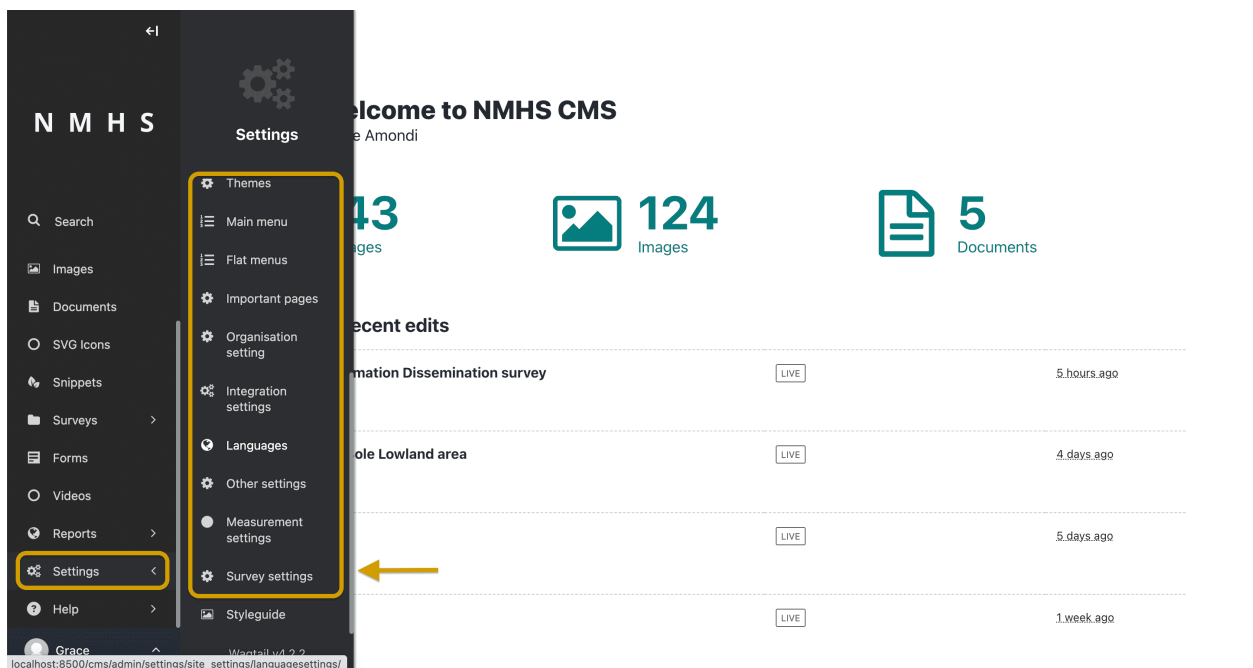 N M H S
Search
Images
Documents
SVG Icons
Snippets
Surveys
Forms
Videos
Reports
Settings
Help
Grace
localhost:8500/cms/admin/settings/site_settings/languagesettings/
Settings
Themes
Main menu
Flat menus
Important pages
Organisation
setting
Integration
settings
Languages
Other settings
Measurement
settings
Survey settings
Styleguide
Wagtail v4.2.2
elcome to NMHS CMS
e Amondi
43
ages
124
Images
5
Documents
ecent edits
mation Dissemination survey
LIVE
5 hours ago
ole Lowland area
LIVE
4 days ago
LIVE
5 days ago
LIVE
1 week ago